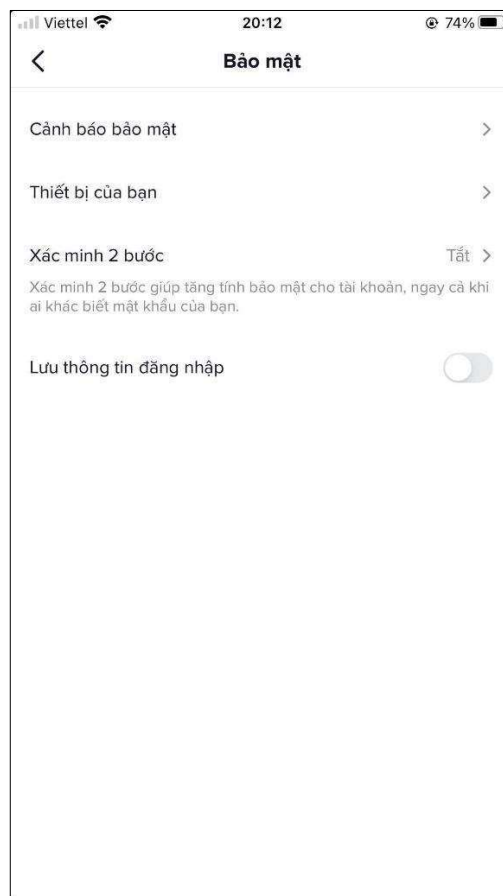 Viettel 20:12 74%
Bảo mật
Cảnh báo bảo mật
Thiết bị của bạn
Xác minh 2 bước Tắt
Xác minh 2 bước giúp tăng tính bảo mật cho tài khoản, ngay cả khi
ai khác biết mật khẩu của bạn.
Lưu thông tin đăng nhập